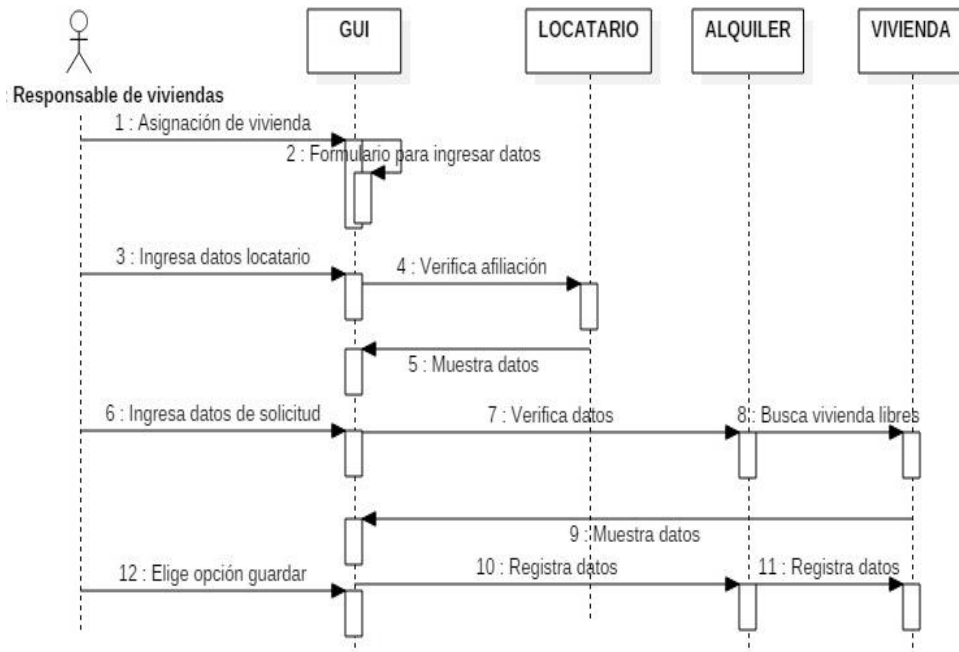 GUI
LOCATARIO
ALQUILER
VIVIENDA
: Responsable de viviendas
1 : Asignación de vivienda
2 : Formulario para ingresar datos
3 : Ingresa datos locatario
4 : Verifica afiliación
5 : Muestra datos
6 : Ingresa datos de solicitud
7 : Verifica datos
8 : Busca vivienda libres
9 : Muestra datos
12 : Elige opción guardar
10 : Registra datos
11 : Registra datos